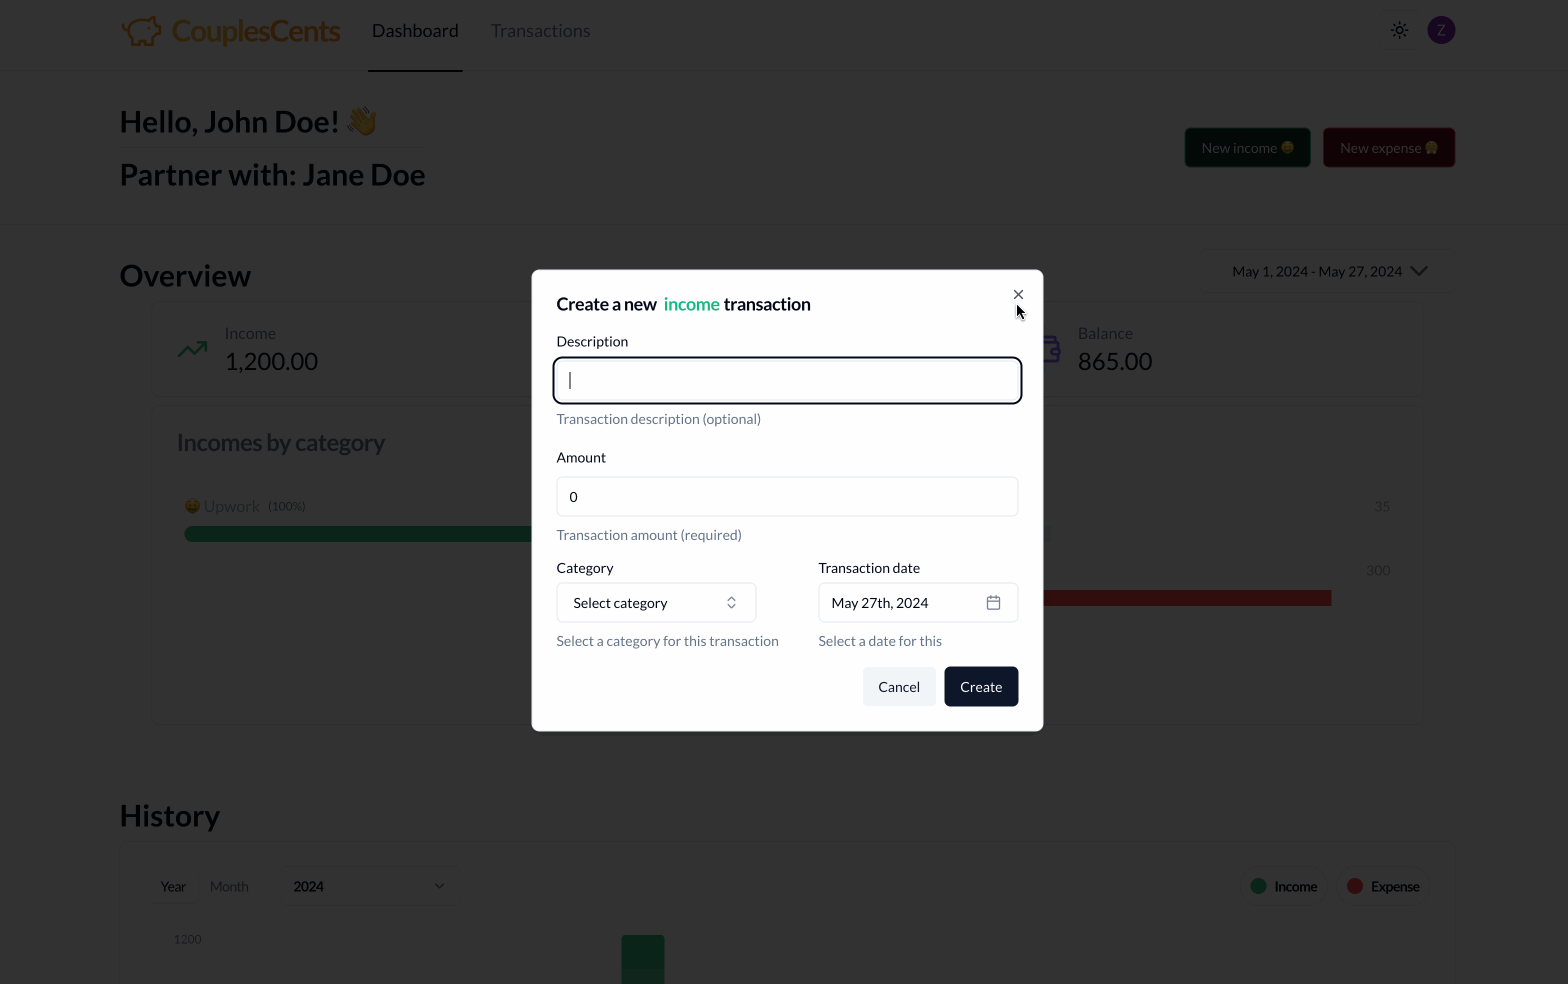 CouplesCents
Dashboard
Transactions
Z
Hello, John Doe! 👋
Partner with: Jane Doe
New income 🤑
New expense 😤
Overview
May 1, 2024 - May 27, 2024
Income
1,200.00
Balance
865.00
Incomes by category
🤑 Upwork (100%)
35
300
Create a new income transaction
Description
Transaction description (optional)
Amount
0
Transaction amount (required)
Category
Transaction date
Select category
May 27th, 2024
Select a category for this transaction
Select a date for this
Cancel
Create
History
Year
Month
2024
Income
Expense
1200